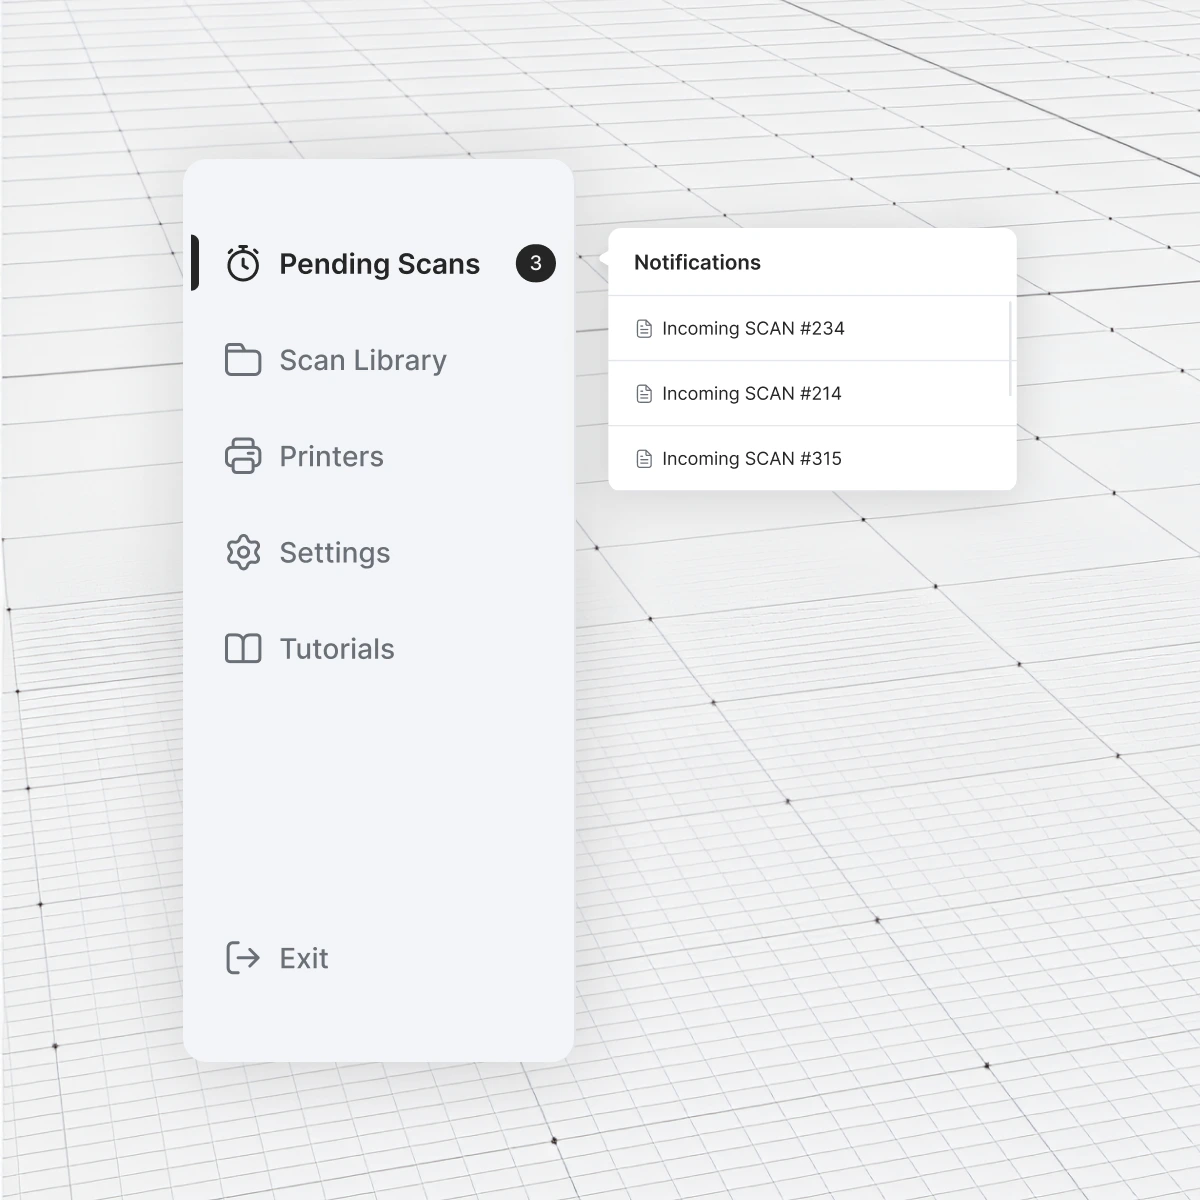 Pending Scans
3
Scan Library
Printers
Settings
Tutorials
Exit
Notifications
Incoming SCAN #234
Incoming SCAN #214
Incoming SCAN #315